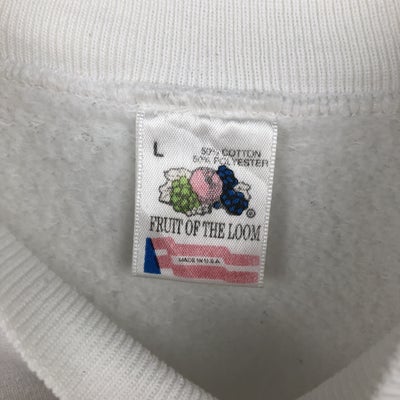 L
50% COTTON
50% POLYESTER
®
FRUIT OF THE LOOM
MADE IN U.S.A.